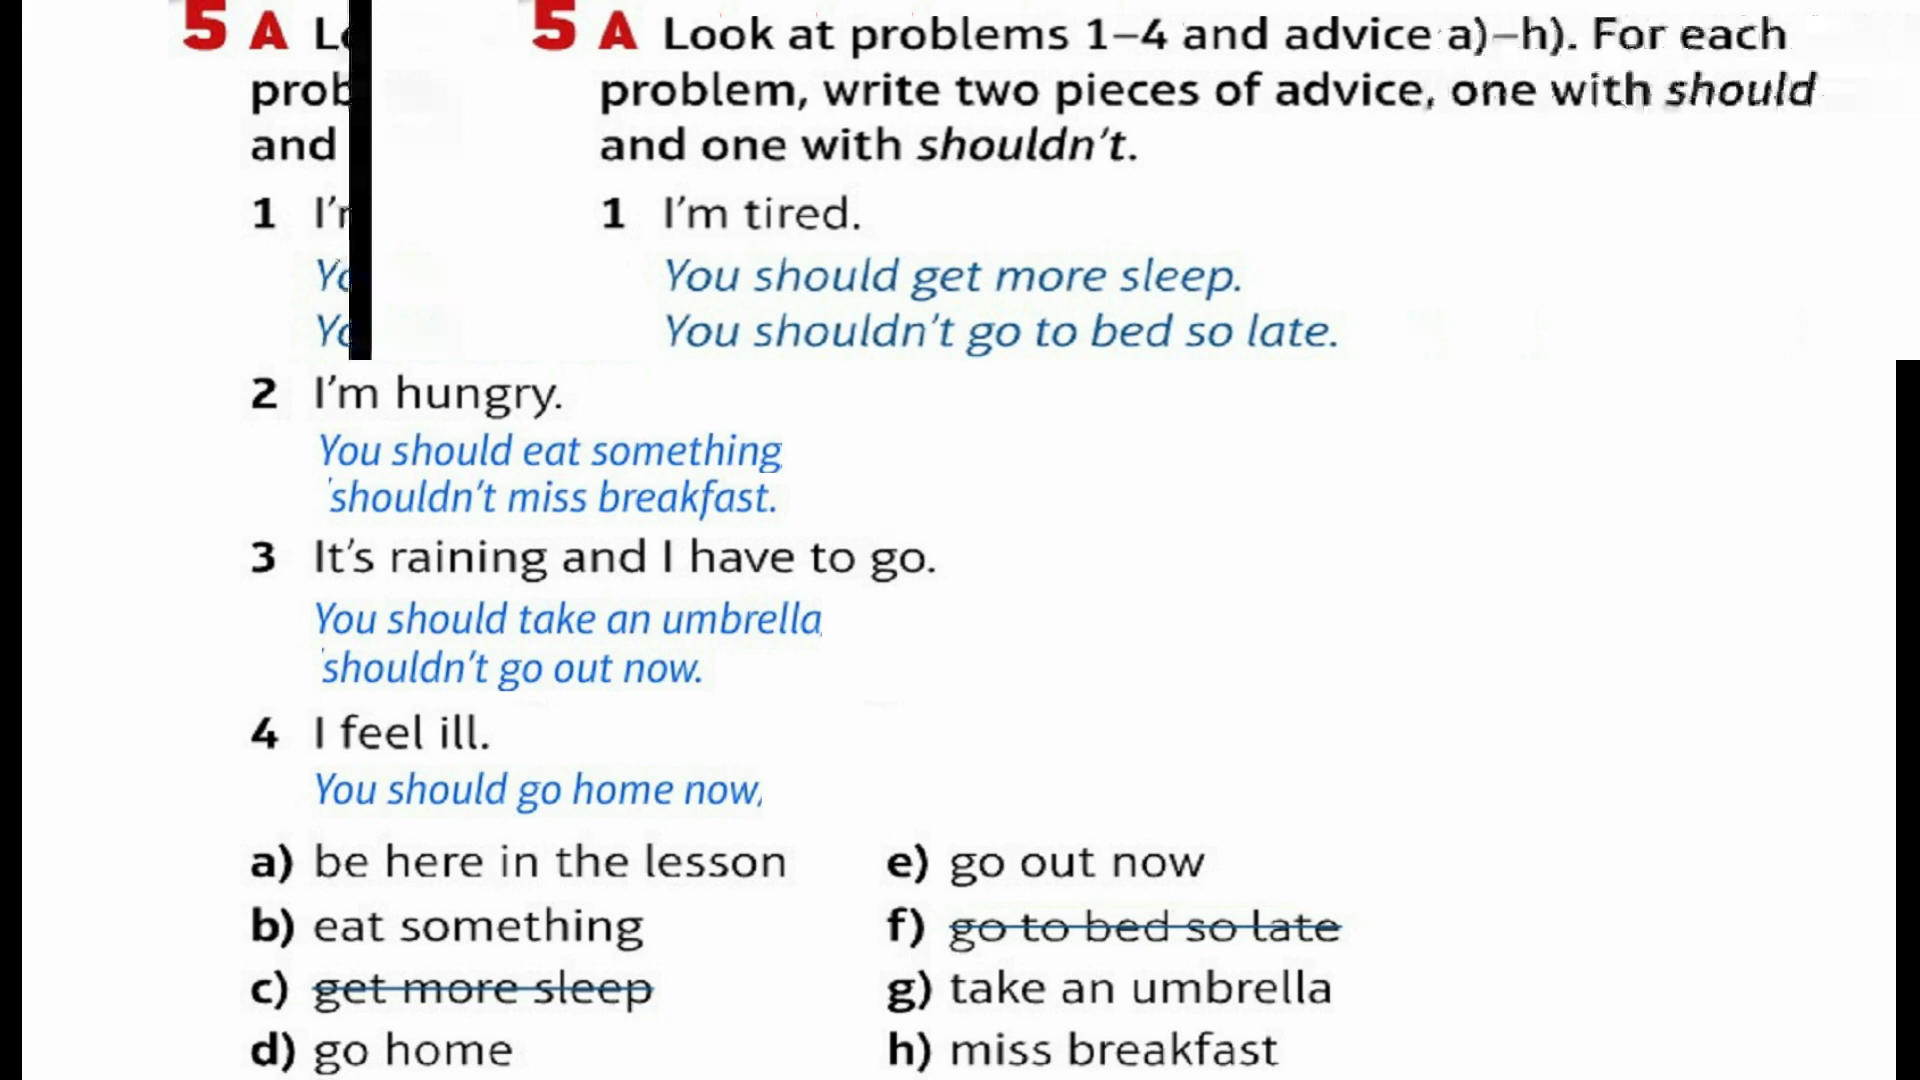 5 A Lo
prob
and
1 I'm
Yo
Yo
5 A Look at problems 1–4 and advice a)–h). For each
problem, write two pieces of advice, one with should
and one with shouldn't.
1 I'm tired.
You should get more sleep.
You shouldn't go to bed so late.
2 I'm hungry.
You should eat something
shouldn't miss breakfast.
3 It's raining and I have to go.
You should take an umbrella
shouldn't go out now.
4 I feel ill.
You should go home now,
a) be here in the lesson
b) eat something
c) get more sleep
d) go home
e) go out now
f) go to bed so late
g) take an umbrella
h) miss breakfast